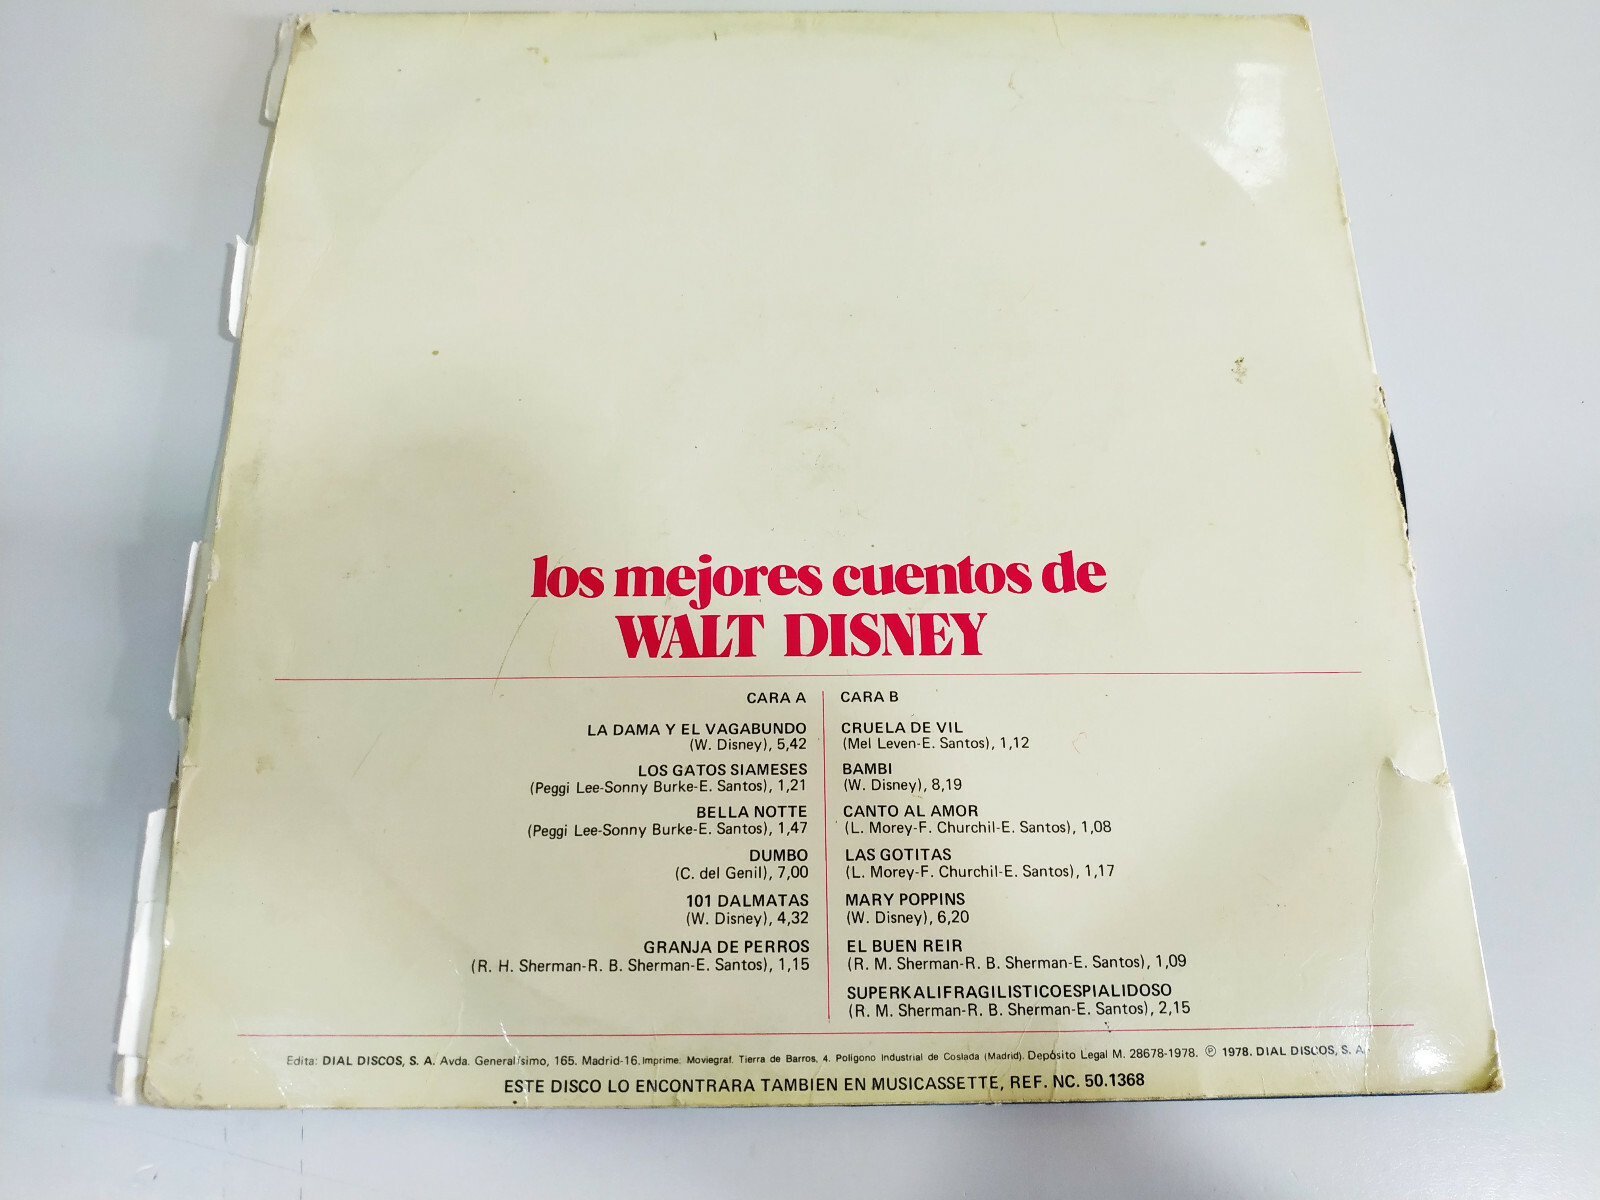 los mejores cuentos de
WALT DISNEY
CARA A
LA DAMA Y EL VAGABUNDO
(W. Disney), 5,42
LOS GATOS SIAMESES
(Peggi Lee-Sonny Burke-E. Santos), 1,21
BELLA NOTTE
(Peggi Lee-Sonny Burke-E. Santos), 1,47
DUMBO
(C. del Genil), 7,00
101 DALMATAS
(W. Disney), 4,32
GRANJA DE PERROS
(R. H. Sherman-R. B. Sherman-E. Santos), 1,15
CARA B
CRUELA DE VIL
(Mel Leven-E. Santos), 1,12
BAMBI
(W. Disney), 8,19
CANTO AL AMOR
(L. Morey-F. Churchil-E. Santos), 1,08
LAS GOTITAS
(L. Morey-F. Churchil-E. Santos), 1,17
MARY POPPINS
(W. Disney), 6,20
EL BUEN REIR
(R. M. Sherman-R. B. Sherman-E. Santos), 1,09
SUPERKALIFRAGILISTICOESPIALIDOSO
(R. M. Sherman-R. B. Sherman-E. Santos), 2,15
Edita: DIAL DISCOS, S. A. Avda. Generalísimo, 165. Madrid-16. Imprime: Moviegraf. Tierra de Barros, 4. Polígono Industrial de Coslada (Madrid). Depósito Legal M. 28678-1978. ℗ 1978. DIAL DISCOS, S. A.
ESTE DISCO LO ENCONTRARA TAMBIEN EN MUSICASSETTE, REF. NC. 50.1368